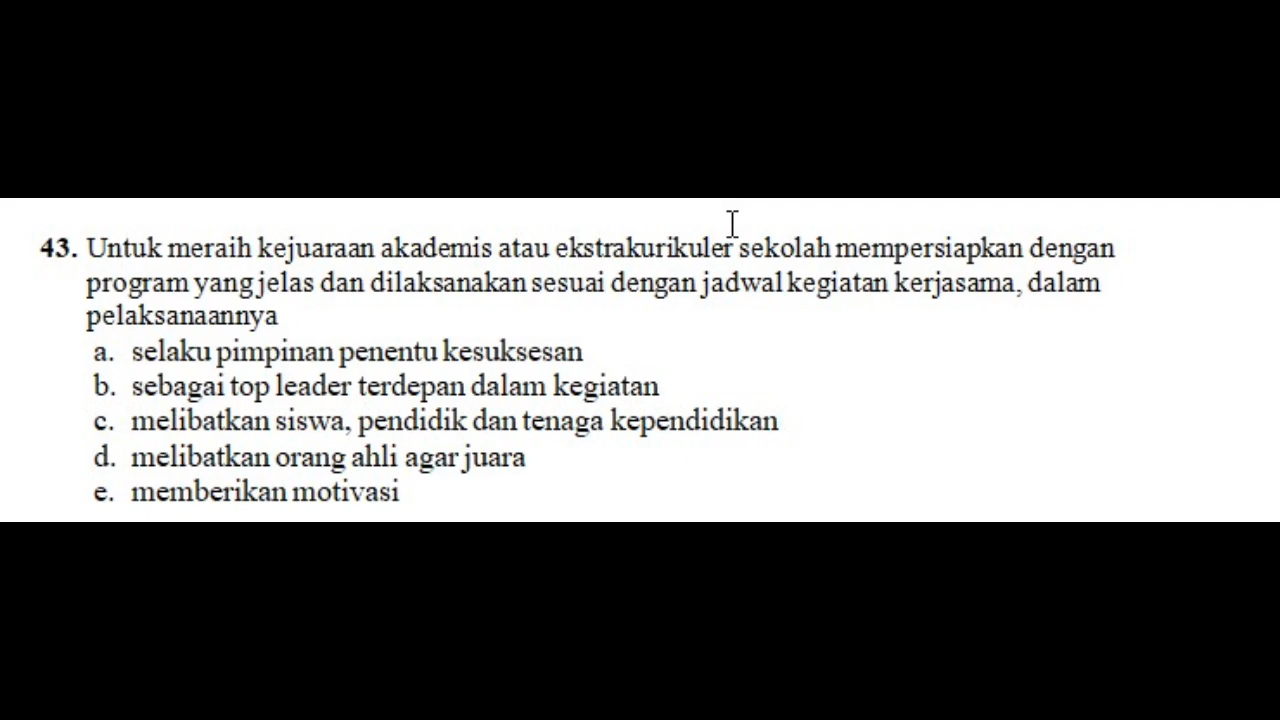 43. Untuk meraih kejuaraan akademis atau ekstrakurikuler sekolah mempersiapkan dengan
program yang jelas dan dilaksanakan sesuai dengan jadwal kegiatan kerjasama, dalam
pelaksanaannya
a. selaku pimpinan penentu kesuksesan
b. sebagai top leader terdepan dalam kegiatan
c. melibatkan siswa, pendidik dan tenaga kependidikan
d. melibatkan orang ahli agar juara
e. memberikan motivasi